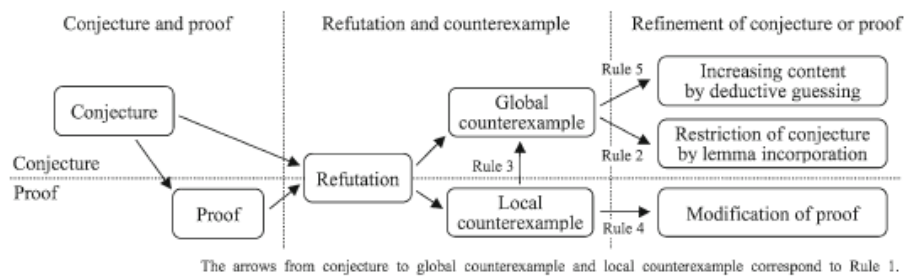 Conjecture and proof
Refutation and counterexample
Refinement of conjecture or proof
Conjecture
Proof
Conjecture
Proof
Refutation
Global
counterexample
Rule 3
Local
counterexample
Rule 5
Increasing content
by deductive guessing
Rule 2
Restriction of conjecture
by lemma incorporation
Rule 4
Modification of proof
The arrows from conjecture to global counterexample and local counterexample correspond to Rule 1.